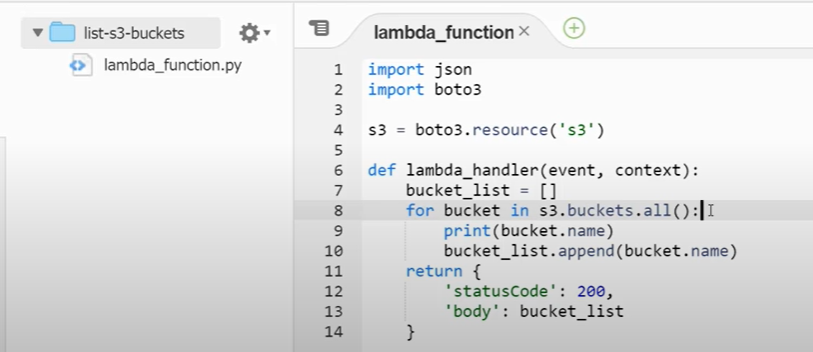 list-s3-buckets
lambda_function.py
lambda_function
1 import json
2 import boto3
3
4 s3 = boto3.resource('s3')
5
6 def lambda_handler(event, context):
7     bucket_list = []
8     for bucket in s3.buckets.all():
9         print(bucket.name)
10         bucket_list.append(bucket.name)
11     return {
12         'statusCode': 200,
13         'body': bucket_list
14     }